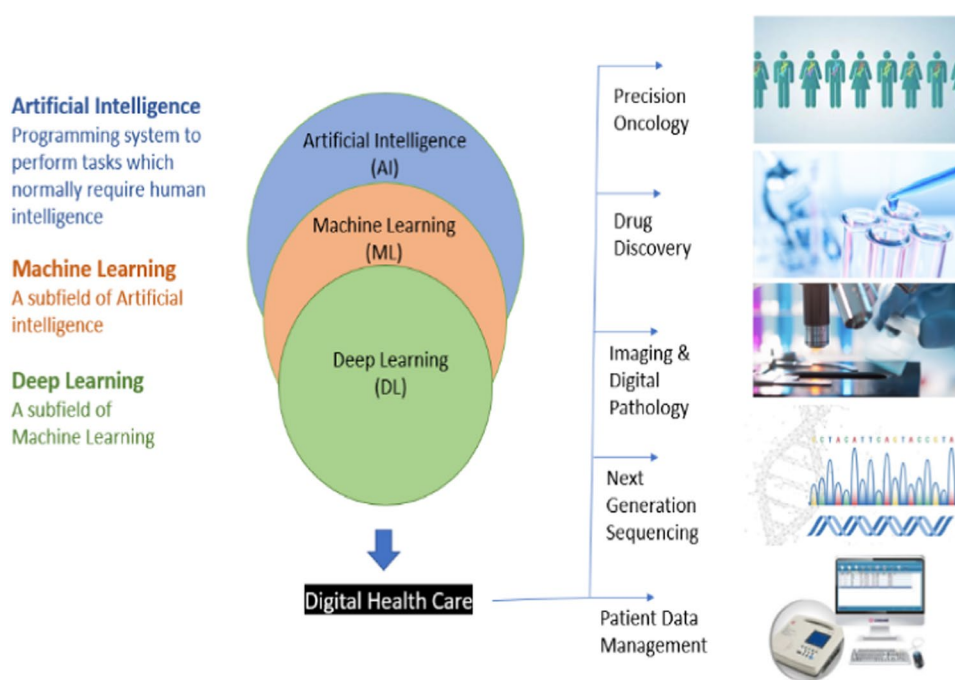 Artificial Intelligence
Programming system to
perform tasks which
normally require human
intelligence
Machine Learning
A subfield of Artificial
intelligence
Deep Learning
A subfield of
Machine Learning
Artificial Intelligence
(AI)
Machine Learning
(ML)
Deep Learning
(DL)
Digital Health Care
Precision
Oncology
Drug
Discovery
Imaging &
Digital
Pathology
Next
Generation
Sequencing
Patient Data
Management